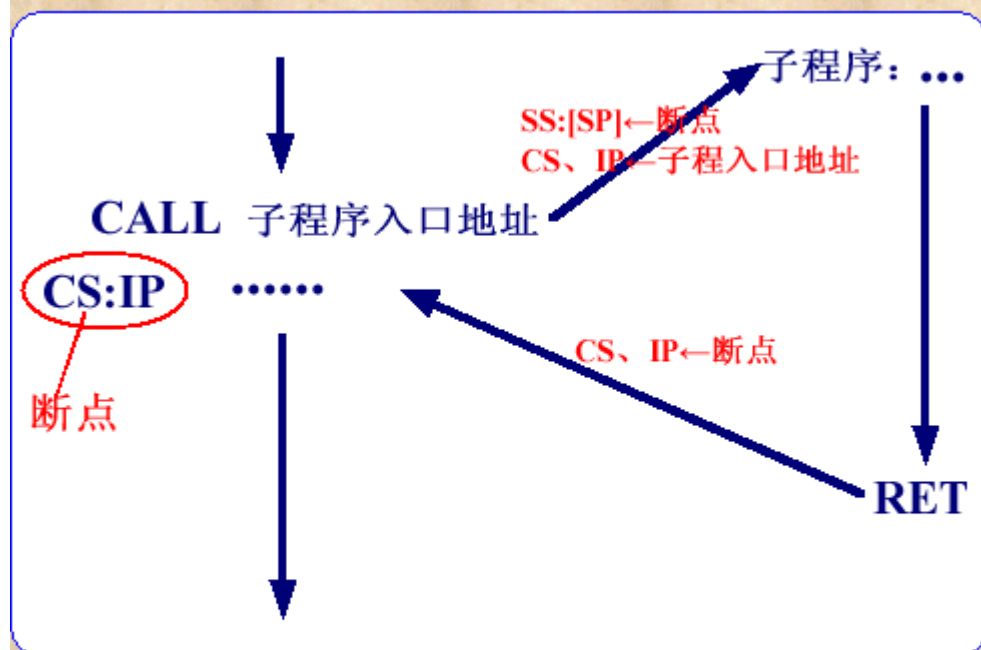 子程序：...
SS:[SP]←断点
CS、IP←子程入口地址
CALL 子程序入口地址
CS:IP ......
CS、IP←断点
断点
RET